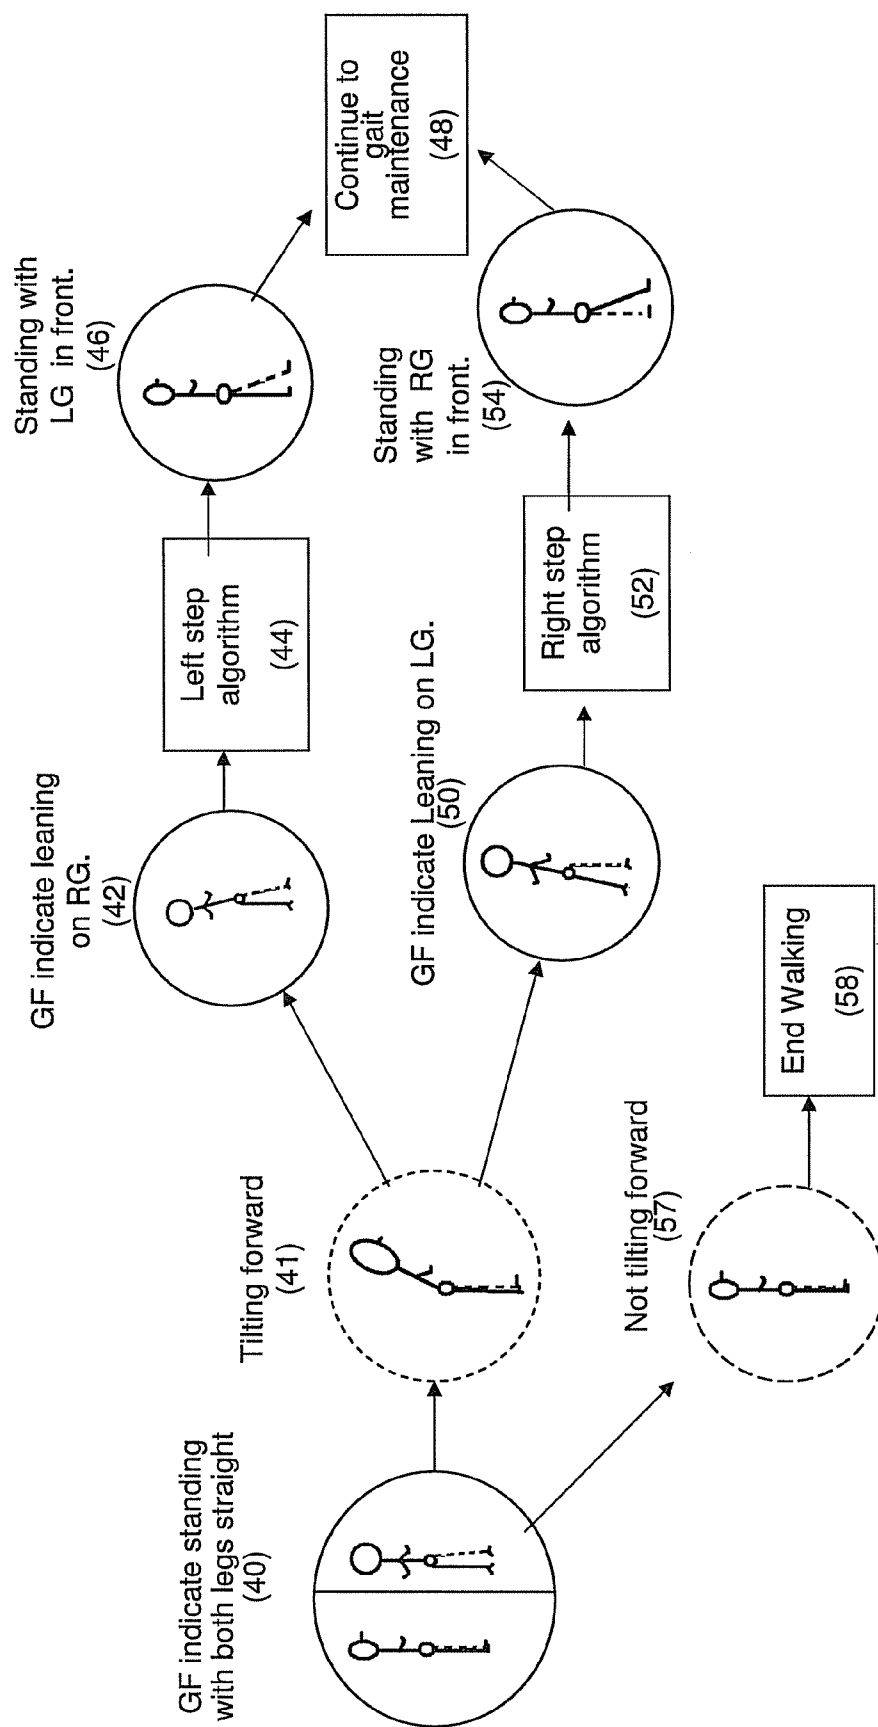 GF indicate standing
with both legs straight
(40)
Tilting forward
(41)
Not tilting forward
(57)
GF indicate leaning
on RG.
(42)
GF indicate Leaning on LG.
(50)
End Walking
(58)
Left step
algorithm
(44)
Right step
algorithm
(52)
Standing with
LG in front.
(46)
Standing
with RG
in front.
(54)
Continue to
gait
maintenance
(48)